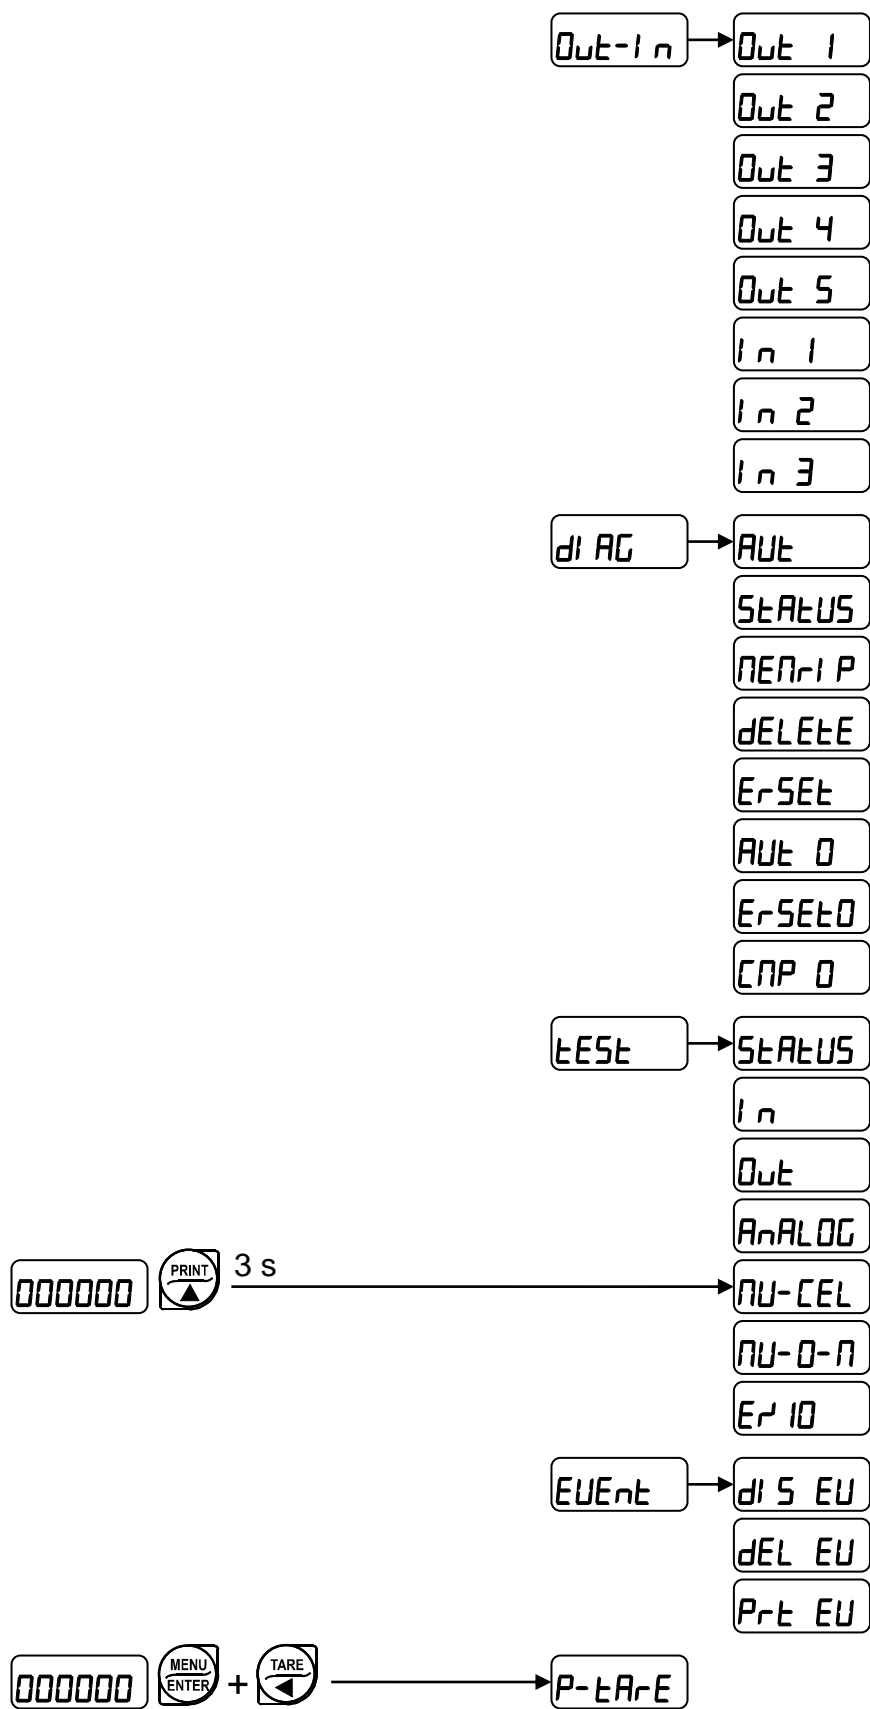 Out-In Out 1
Out 2
Out 3
Out 4
Out 5
In 1
In 2
In 3
dIAG AUt
StAtUS
MEMrIP
dELEtE
ErSEt
AUt 0
ErSEt0
CMP 0
tESt StAtUS
In
Out
AnALOG
000000 PRINT 3 s MU-CEL
MU-0-M
Er/10
EUEnt dIS EU
dEL EU
Prt EU
000000 MENU ENTER + TARE P-tArE